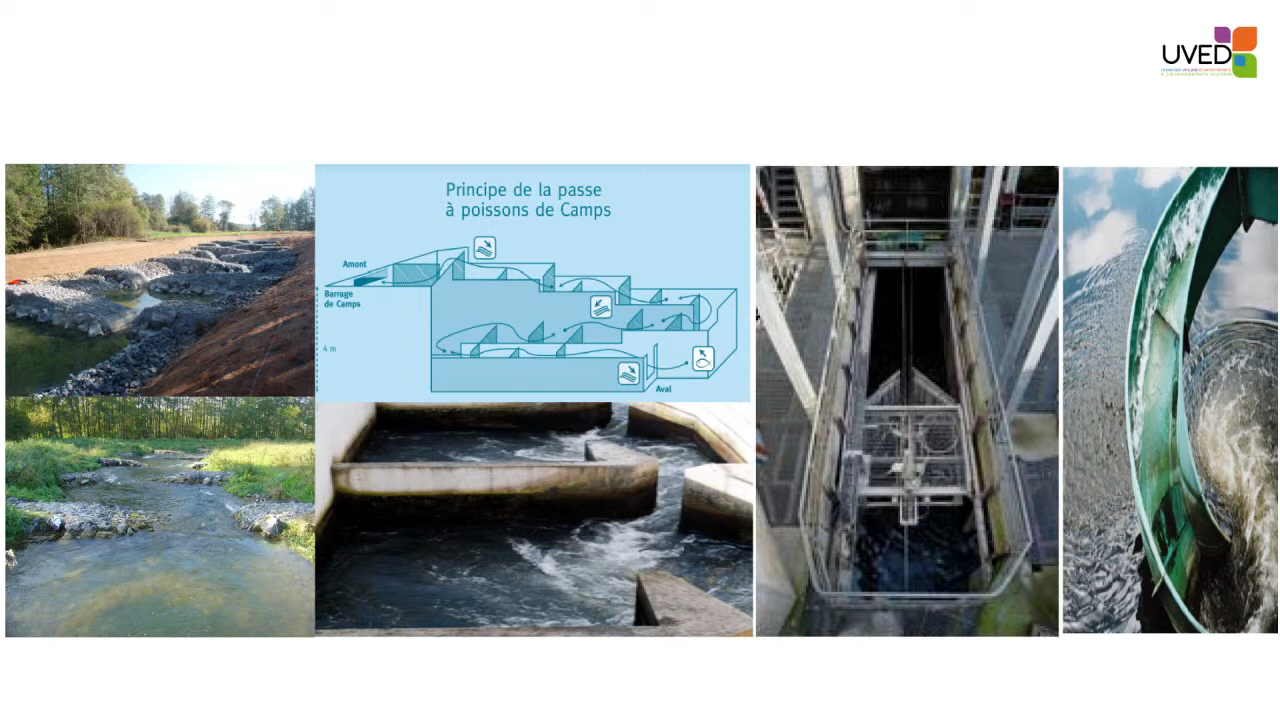 UVED
Principe de la passe
à poissons de Camps
Amont
Barrage
de Camps
4 m
Aval